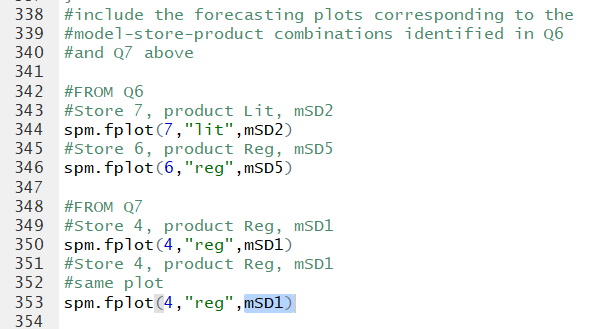 338 #include the forecasting plots corresponding to the
339 #model-store-product combinations identified in Q6
340 #and Q7 above
341
342 #FROM Q6
343 #Store 7, product Lit, mSD2
344 spm.fplot(7,"lit",mSD2)
345 #Store 6, product Reg, mSD5
346 spm.fplot(6,"reg",mSD5)
347
348 #FROM Q7
349 #Store 4, product Reg, mSD1
350 spm.fplot(4,"reg",mSD1)
351 #Store 4, product Reg, mSD1
352 #same plot
353 spm.fplot(4,"reg",mSD1)
354